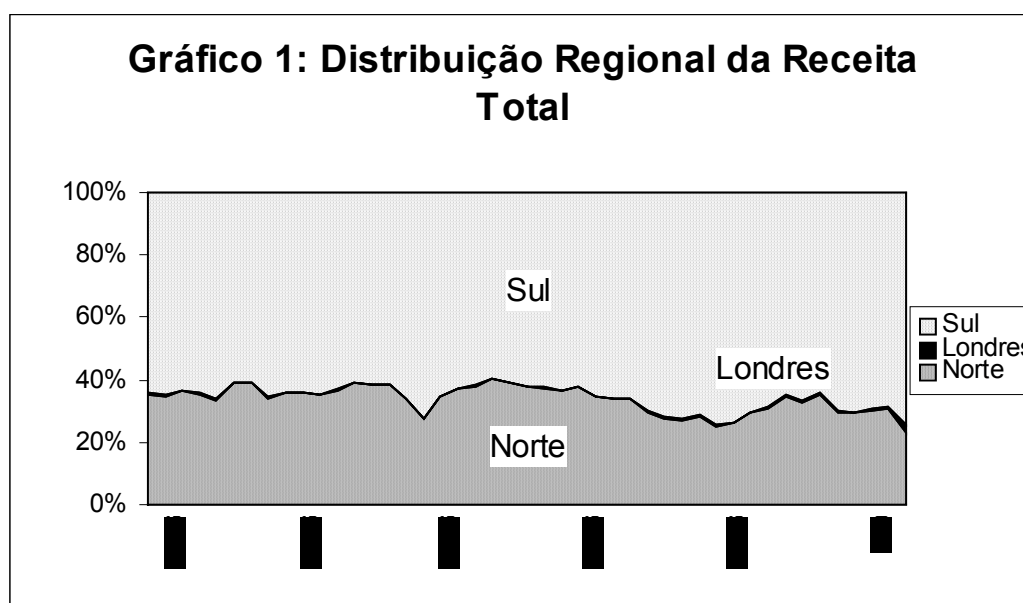 Gráfico 1: Distribuição Regional da Receita
Total
100%
80%
60%
40%
20%
0%
Sul
Londres
Norte
Sul
Londres
Norte